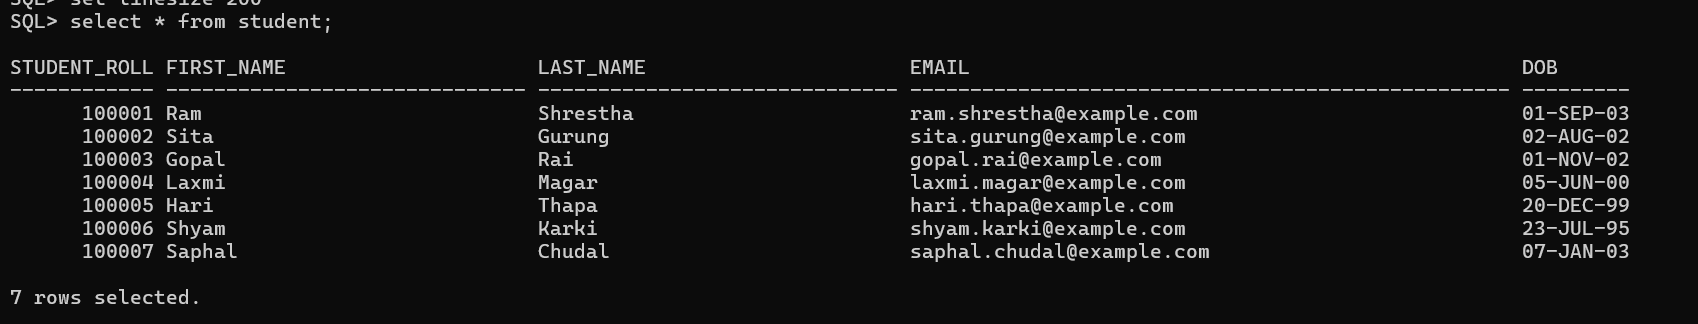 SQL> set linesize 200
SQL> select * from student;
STUDENT_ROLL FIRST_NAME                     LAST_NAME                      EMAIL                                              DOB
------------ ------------------------------ ------------------------------ -------------------------------------------------- ---------
      100001 Ram                            Shrestha                       ram.shrestha@example.com                           01-SEP-03
      100002 Sita                           Gurung                         sita.gurung@example.com                            02-AUG-02
      100003 Gopal                          Rai                            gopal.rai@example.com                              01-NOV-02
      100004 Laxmi                          Magar                          laxmi.magar@example.com                            05-JUN-00
      100005 Hari                           Thapa                          hari.thapa@example.com                             20-DEC-99
      100006 Shyam                          Karki                          shyam.karki@example.com                            23-JUL-95
      100007 Saphal                         Chudal                         saphal.chudal@example.com                          07-JAN-03
7 rows selected.